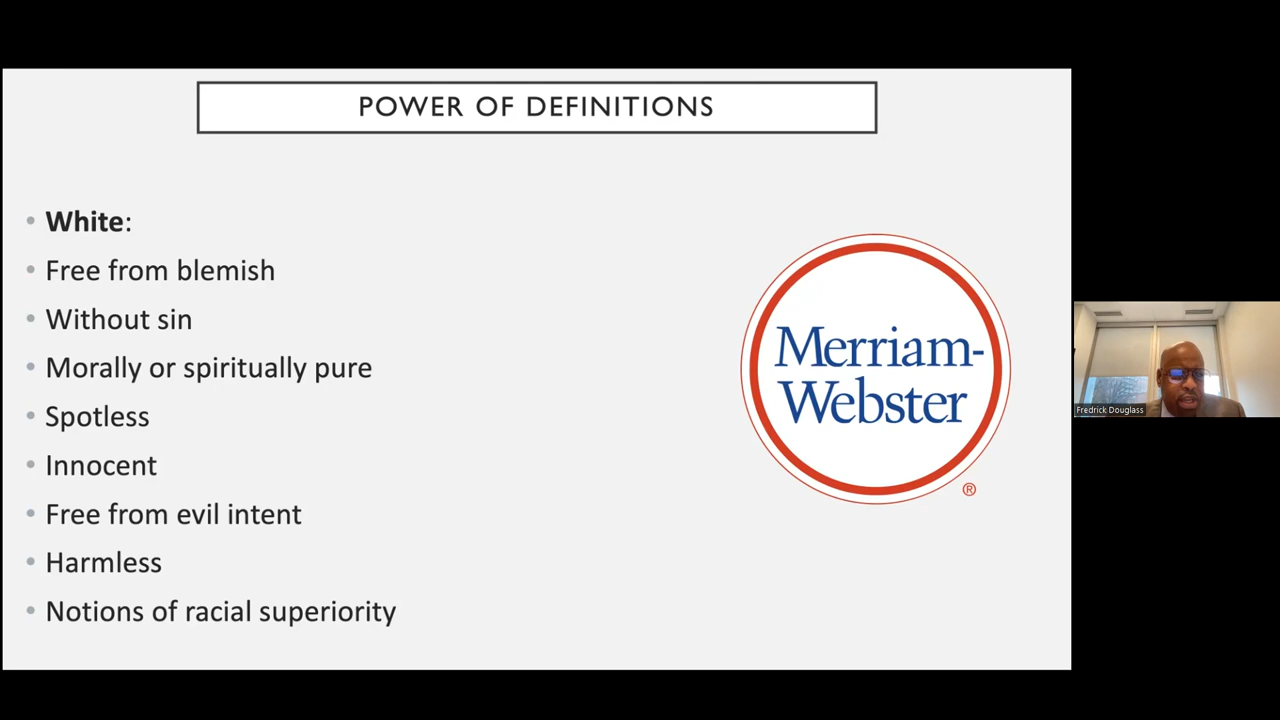 POWER OF DEFINITIONS
• White:
• Free from blemish
• Without sin
• Morally or spiritually pure
• Spotless
• Innocent
• Free from evil intent
• Harmless
• Notions of racial superiority
Merriam-
Webster
®
Fredrick Douglass